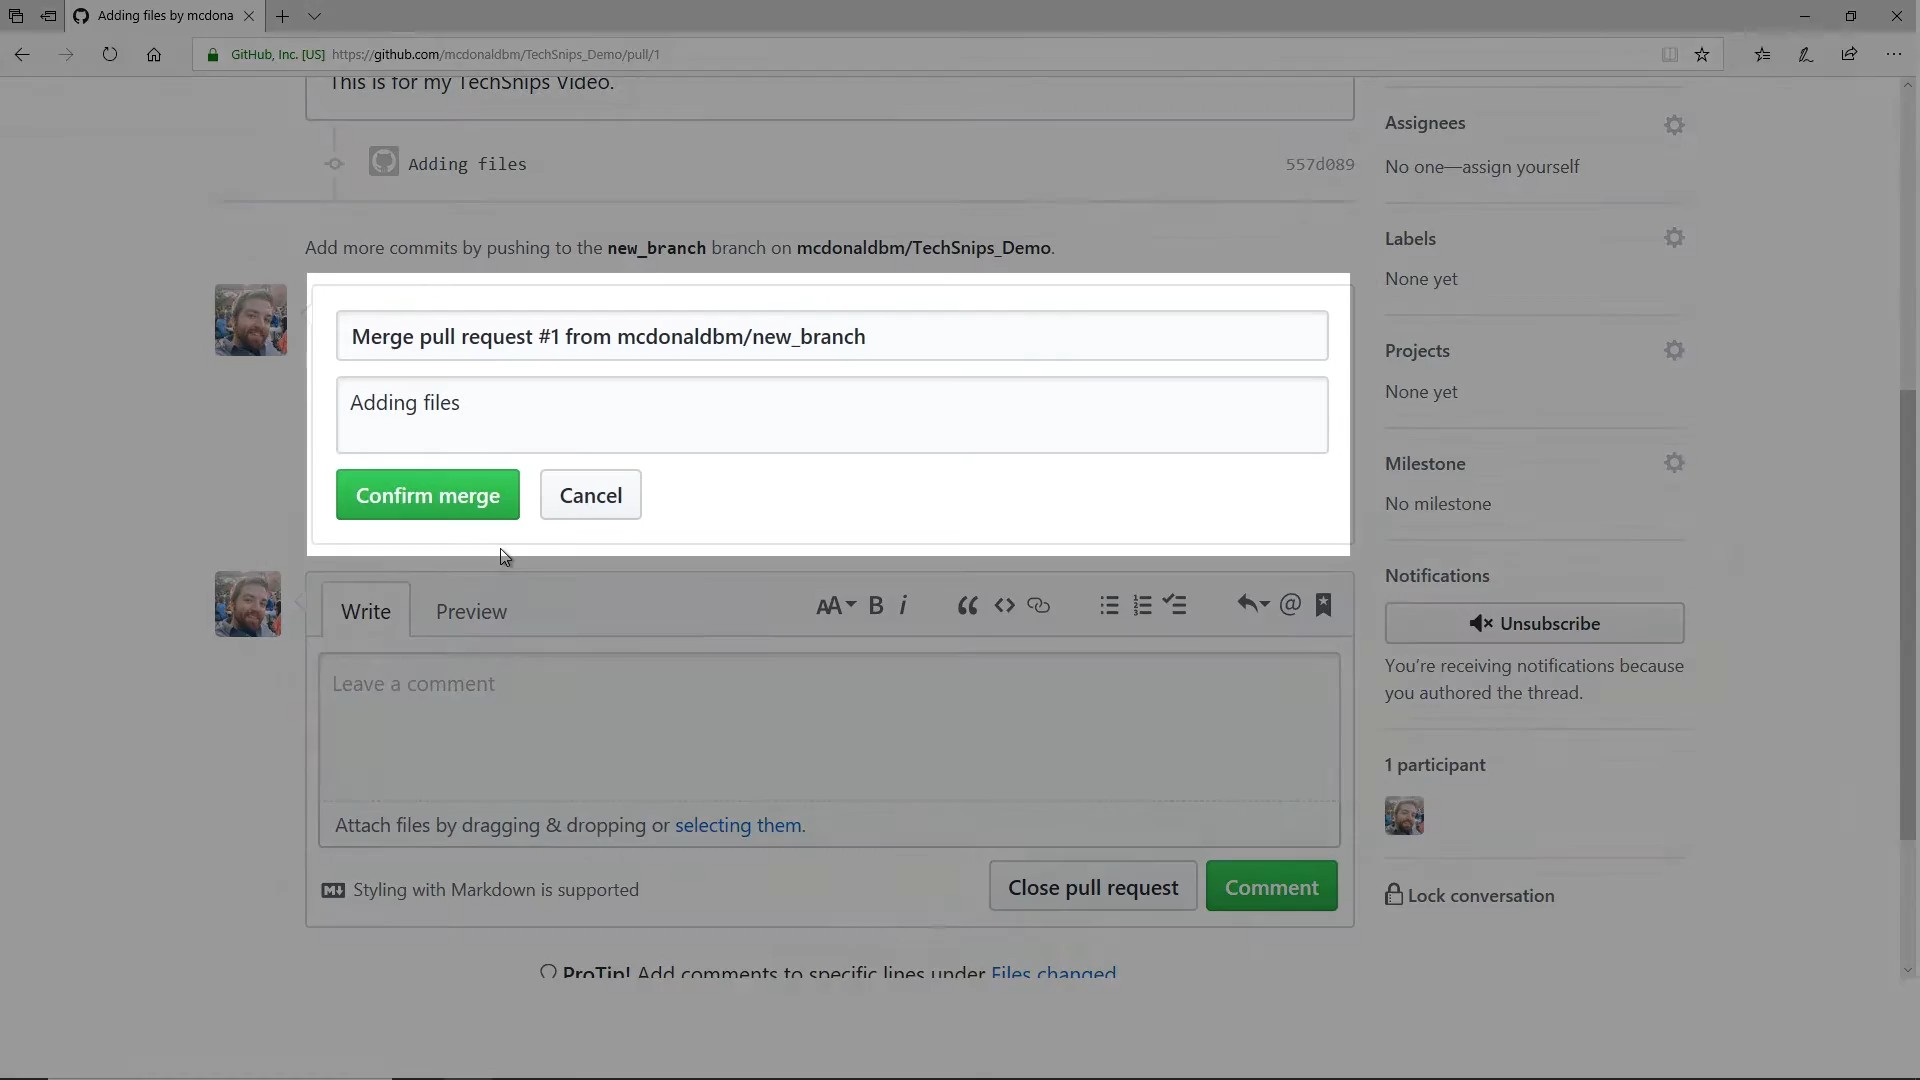 Adding files by mcdona
GitHub, Inc. [US] https://github.com/mcdonaldbm/TechSnips_Demo/pull/1
This is for my TechSnips Video.
Adding files 557d089
Add more commits by pushing to the new_branch branch on mcdonaldbm/TechSnips_Demo.
Merge pull request #1 from mcdonaldbm/new_branch
Adding files
Confirm merge Cancel
Write Preview AA B i @
Leave a comment
Attach files by dragging & dropping or selecting them.
Styling with Markdown is supported
Close pull request Comment
ProTip! Add comments to specific lines under Files changed
Assignees
No one—assign yourself
Labels
None yet
Projects
None yet
Milestone
No milestone
Notifications
Unsubscribe
You're receiving notifications because
you authored the thread.
1 participant
Lock conversation